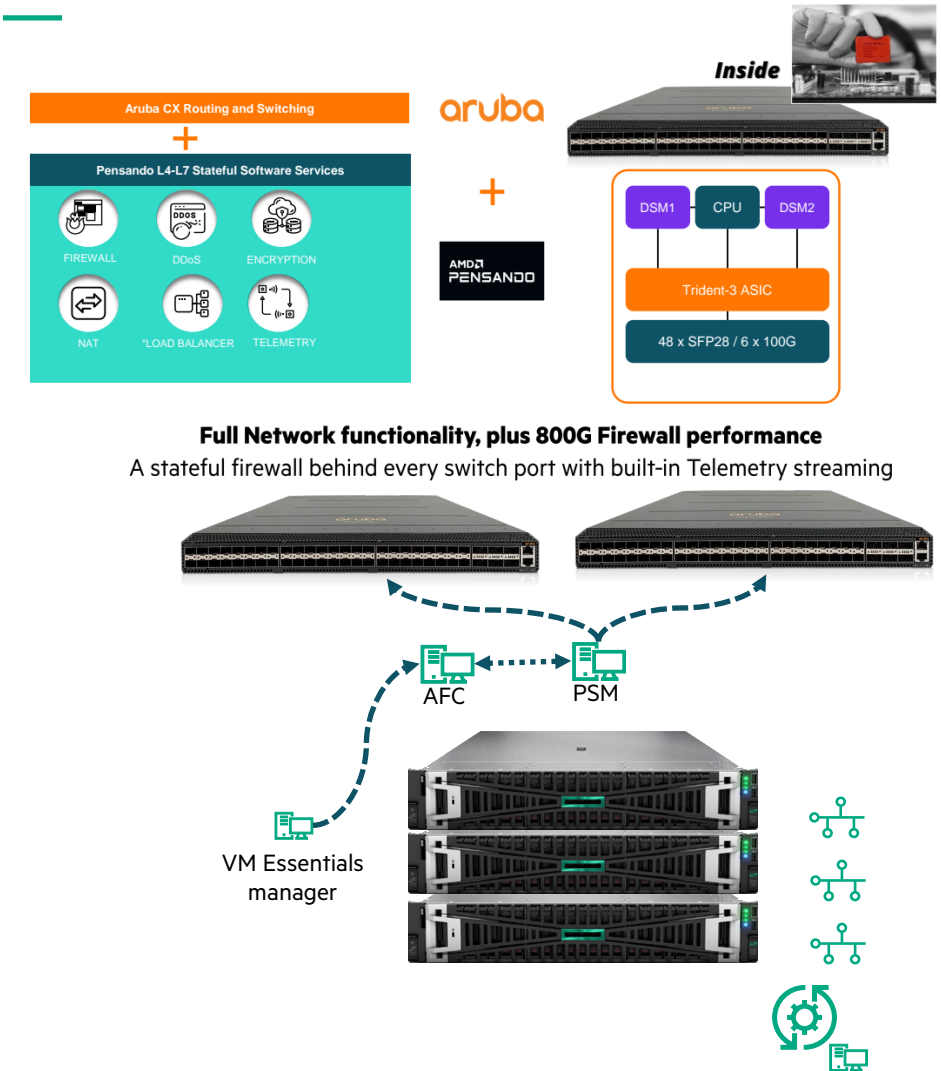 Inside
Aruba CX Routing and Switching
+
Pensando L4-L7 Stateful Software Services
FIREWALL
DDOS
DDoS
ENCRYPTION
NAT
*LOAD BALANCER
TELEMETRY
aruba
+
AMD
PENSANDO
aruba
DSM1
CPU
DSM2
Trident-3 ASIC
48 x SFP28 / 6 x 100G
Full Network functionality, plus 800G Firewall performance
A stateful firewall behind every switch port with built-in Telemetry streaming
aruba
aruba
AFC
PSM
VM Essentials
manager